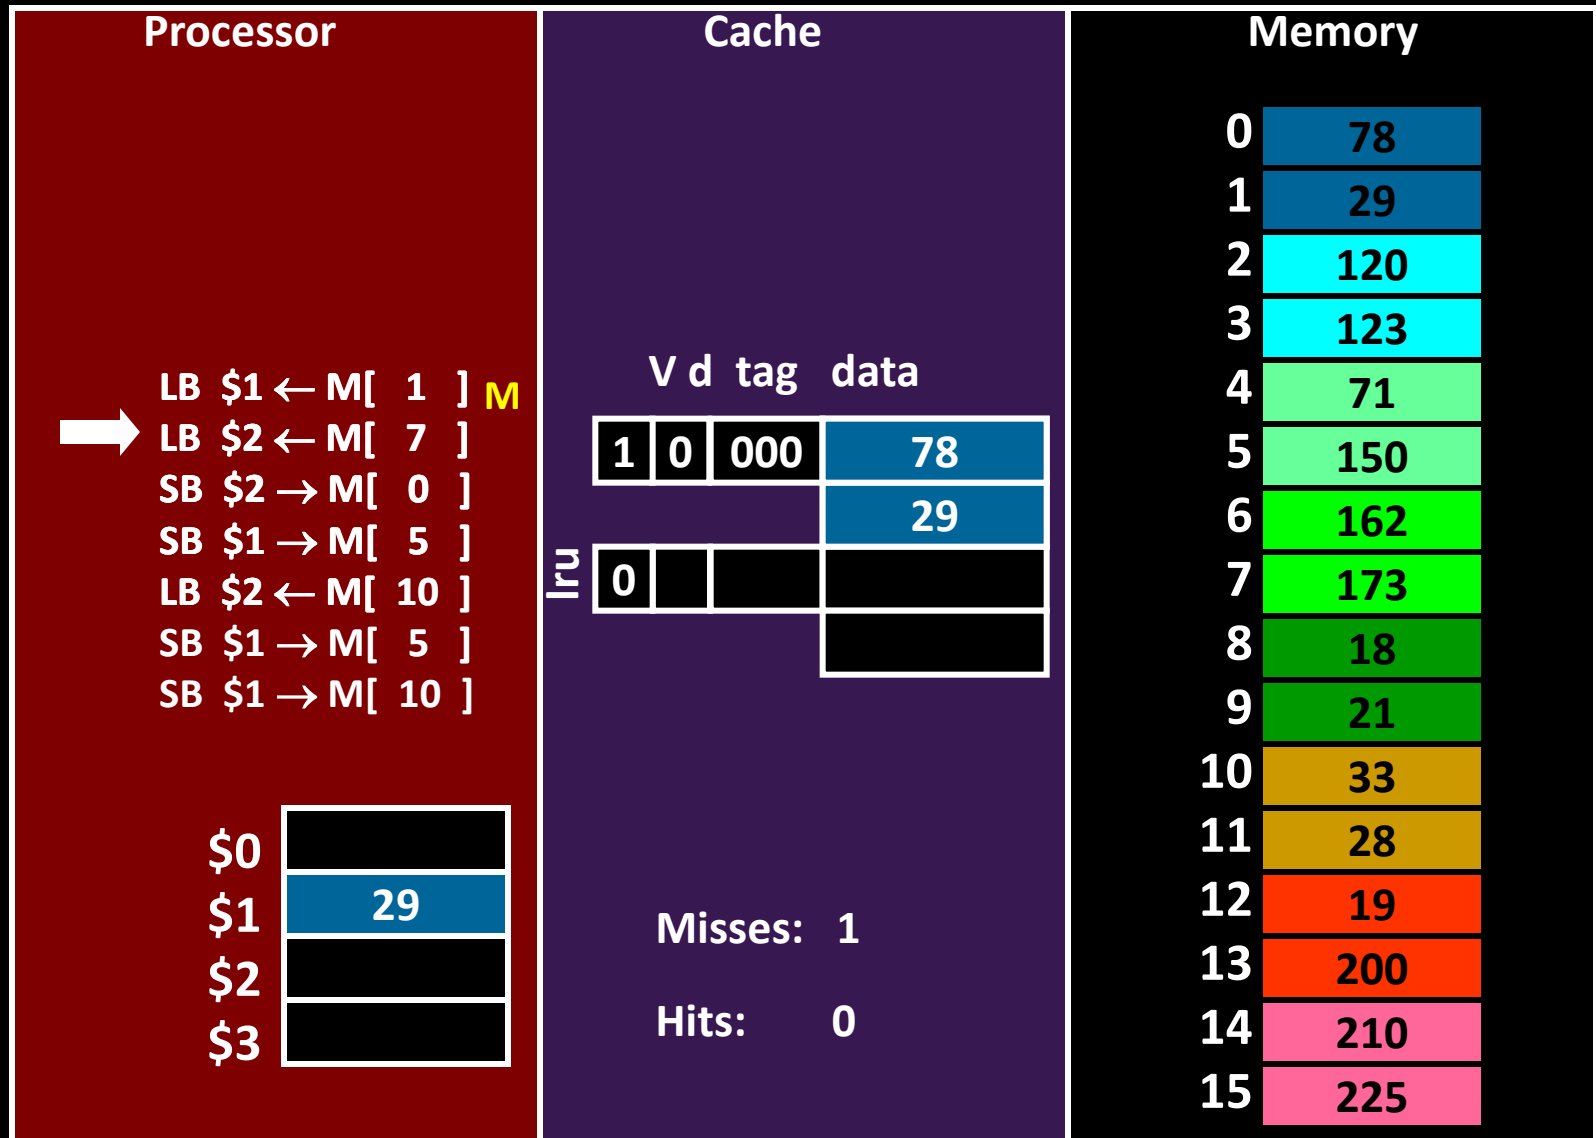 Processor
LB $1 ← M[ 1 ] M
LB $2 ← M[ 7 ]
SB $2 → M[ 0 ]
SB $1 → M[ 5 ]
LB $2 ← M[ 10 ]
SB $1 → M[ 5 ]
SB $1 → M[ 10 ]
$0
$1 29
$2
$3
Cache
V d tag data
1 0 000 78
29
lru 0
Misses: 1
Hits: 0
Memory
0 78
1 29
2 120
3 123
4 71
5 150
6 162
7 173
8 18
9 21
10 33
11 28
12 19
13 200
14 210
15 225